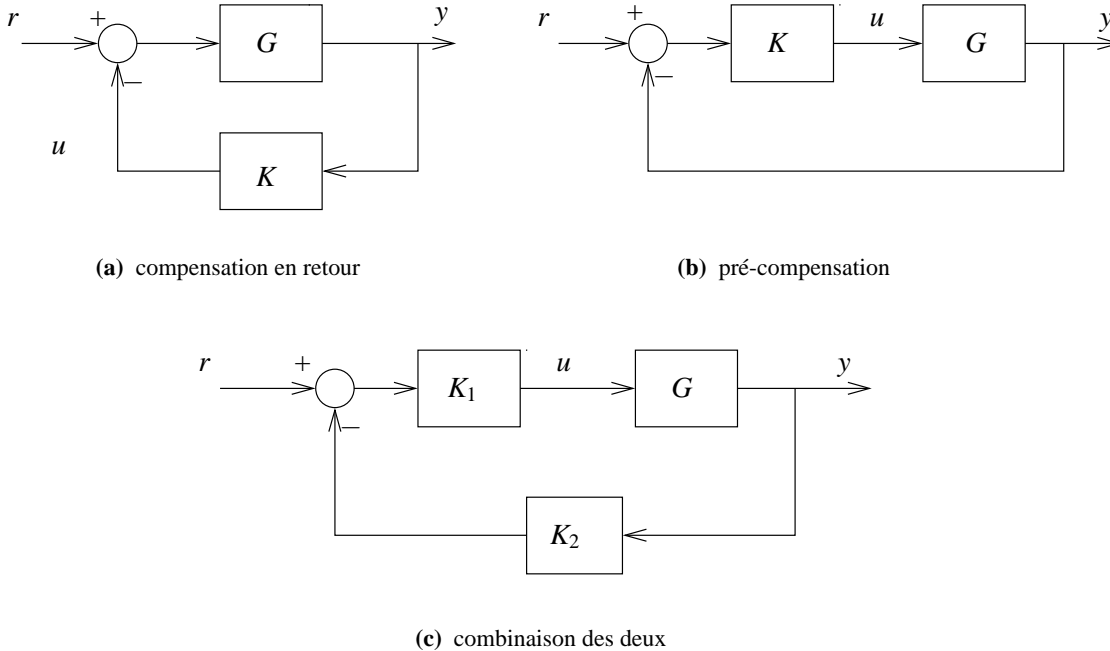 r + G y
−
u K
(a) compensation en retour
r + K u G y
−
(b) pré-compensation
r + K1 u G y
−
K2
(c) combinaison des deux